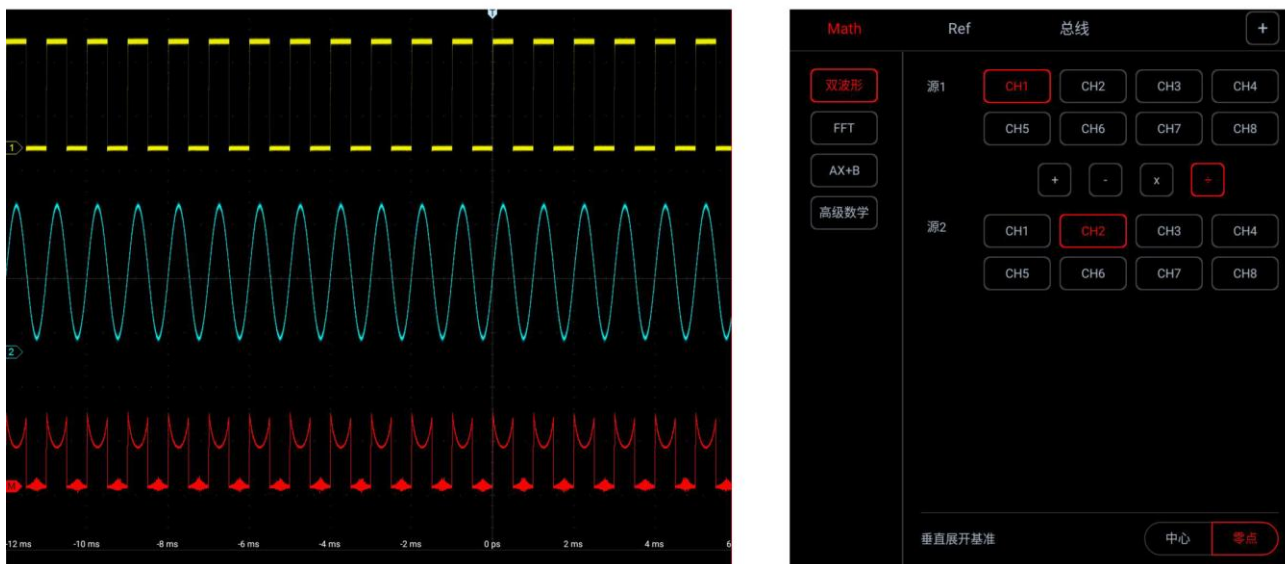 T
1
2
M
-12 ms -10 ms -8 ms -6 ms -4 ms -2 ms 0 ps 2 ms 4 ms 6
Math Ref 总线 +
双波形 源1 CH1 CH2 CH3 CH4
FFT CH5 CH6 CH7 CH8
AX+B + - x ÷
高级数学 源2 CH1 CH2 CH3 CH4
CH5 CH6 CH7 CH8
垂直展开基准 中心 零点